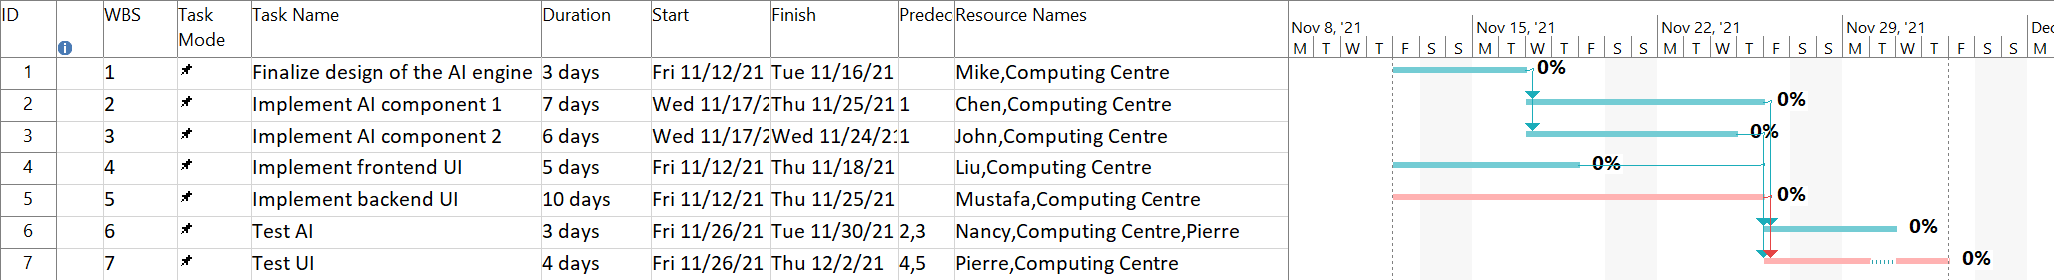 ID WBS Task Mode Task Name Duration Start Finish Predec Resource Names
Nov 8, '21 Nov 15, '21 Nov 22, '21 Nov 29, '21 Dec
M T W T F S S M T W T F S S M T W T F S S M T W T F S S M
1 1 Finalize design of the AI engine 3 days Fri 11/12/21 Tue 11/16/21 Mike,Computing Centre 0%
2 2 Implement AI component 1 7 days Wed 11/17/2 Thu 11/25/21 1 Chen,Computing Centre 0%
3 3 Implement AI component 2 6 days Wed 11/17/2 Wed 11/24/21 1 John,Computing Centre 0%
4 4 Implement frontend UI 5 days Fri 11/12/21 Thu 11/18/21 Liu,Computing Centre 0%
5 5 Implement backend UI 10 days Fri 11/12/21 Thu 11/25/21 Mustafa,Computing Centre 0%
6 6 Test AI 3 days Fri 11/26/21 Tue 11/30/21 2,3 Nancy,Computing Centre,Pierre 0%
7 7 Test UI 4 days Fri 11/26/21 Thu 12/2/21 4,5 Pierre,Computing Centre 0%